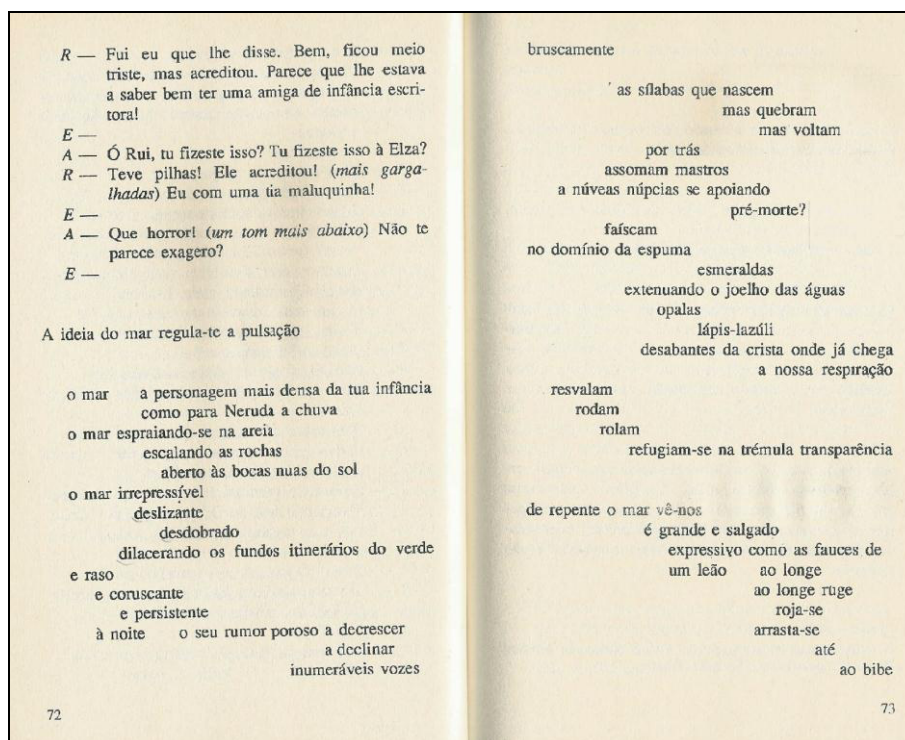 R — Fui eu que lhe disse. Bem, ficou meio
triste, mas acreditou. Parece que lhe estava
a saber bem ter uma amiga de infância escri-
tora!
E —
A — Ó Rui, tu fizeste isso? Tu fizeste isso à Elza?
R — Teve pilhas! Ele acreditou! (mais garga-
lhadas) Eu com uma tia maluquinha!
E —
A — Que horror! (um tom mais abaixo) Não te
parece exagero?
E —
A ideia do mar regula-te a pulsação
o mar a personagem mais densa da tua infância
como para Neruda a chuva
o mar espraiando-se na areia
escalando as rochas
aberto às bocas nuas do sol
o mar irrepressível
deslizante
desdobrado
dilacerando os fundos itinerários do verde
e raso
e coruscante
e persistente
à noite o seu rumor poroso a decrescer
a declinar
inumeráveis vozes
72
bruscamente
as sílabas que nascem
mas quebram
mas voltam
por trás
assomam mastros
a núveas núpcias se apoiando
pré-morte?
faíscam
no domínio da espuma
esmeraldas
extenuando o joelho das águas
opalas
lápis-lazúli
desabantes da crista onde já chega
a nossa respiração
resvalam
rodam
rolam
refugiam-se na trémula transparência
de repente o mar vê-nos
é grande e salgado
expressivo como as fauces de
um leão ao longe
ao longe ruge
roja-se
arrasta-se
até
ao bibe
73